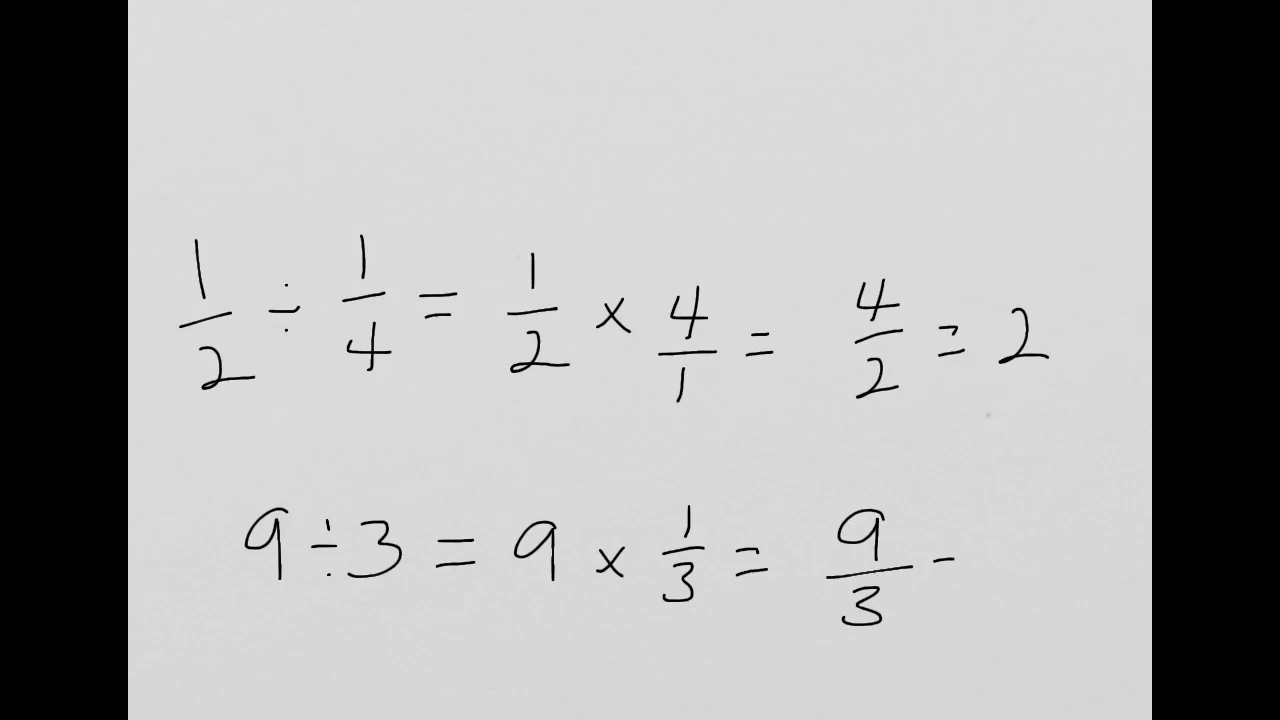 1/2 ÷ 1/4 = 1/2 × 4/1 = 4/2 = 2
9 ÷ 3 = 9 × 1/3 = 9/3 -